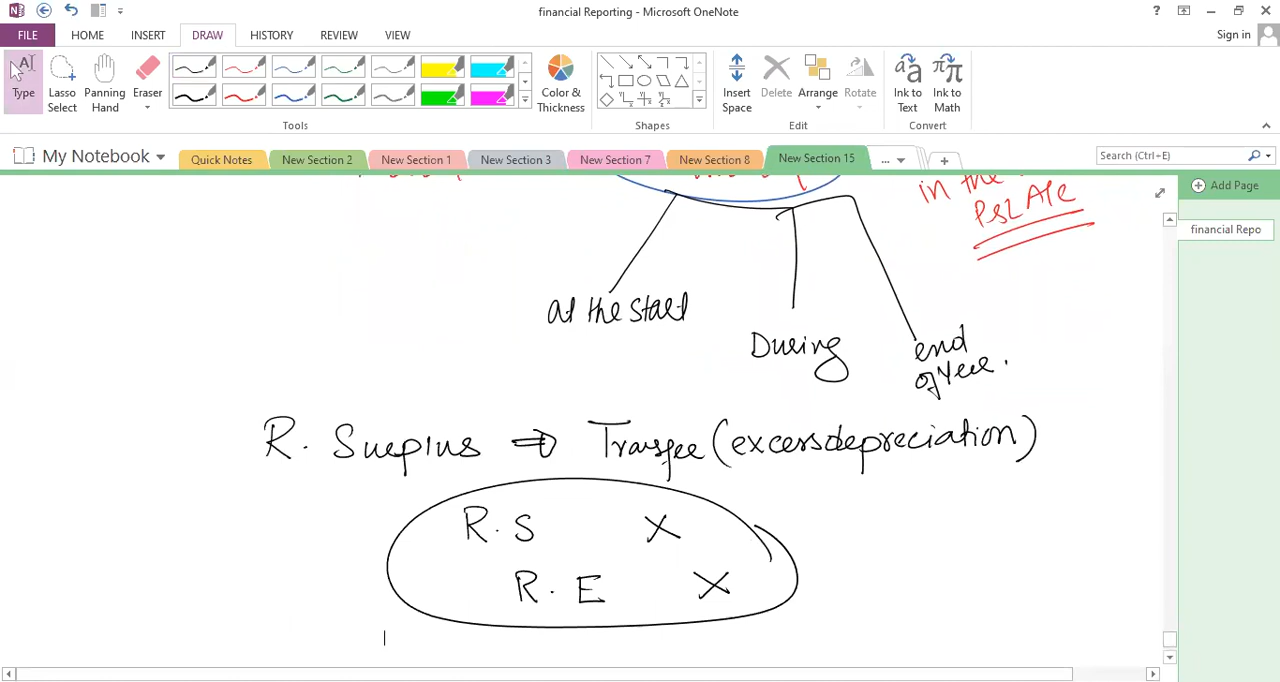 financial Reporting - Microsoft OneNote
FILE HOME INSERT DRAW HISTORY REVIEW VIEW
Sign in
Type
Lasso Select
Panning Hand
Eraser
Color & Thickness
Insert Space
Delete
Arrange
Rotate
Ink to Text
Ink to Math
Tools
Shapes
Edit
Convert
My Notebook
Quick Notes
New Section 2
New Section 1
New Section 3
New Section 7
New Section 8
New Section 15
...
Search (Ctrl+E)
Add Page
financial Repo
in the
P&L A/c
at the start
During
end
of Year.
R. Surplus ⇒ Transfer (excess depreciation)
R. S X
R. E X